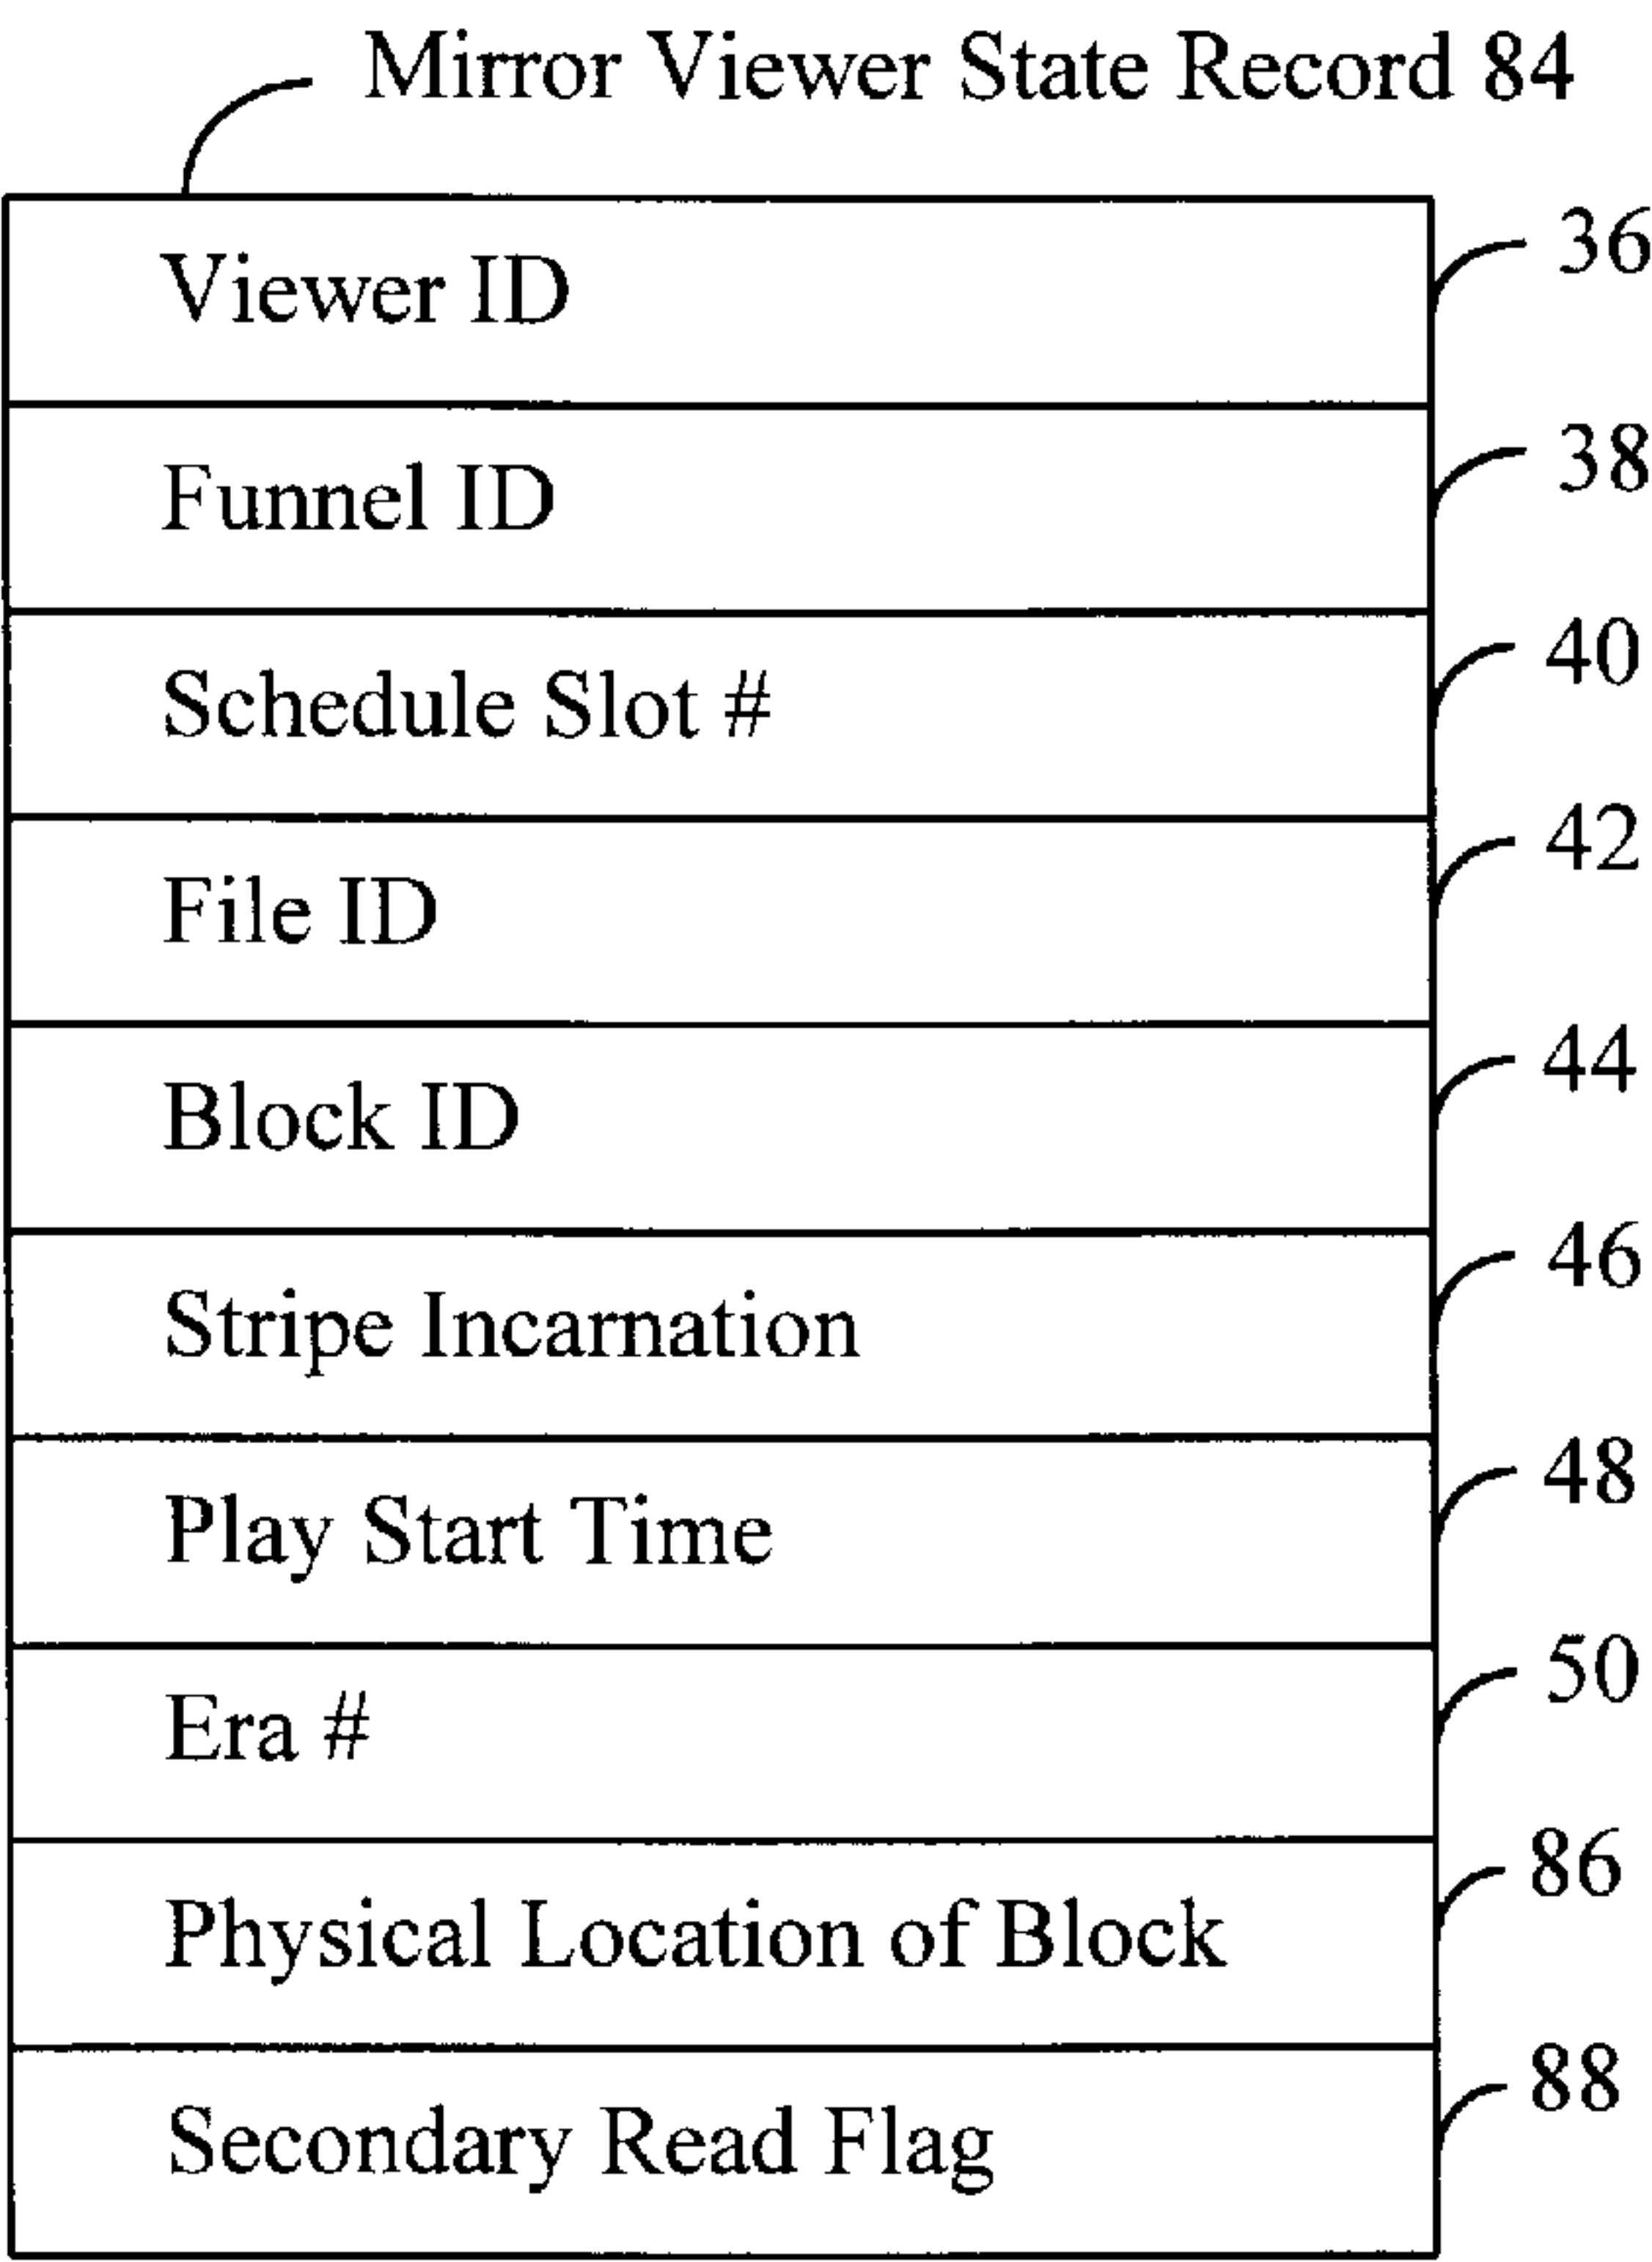 Mirror Viewer State Record 84
Viewer ID 36
Funnel ID 38
Schedule Slot # 40
File ID 42
Block ID 44
Stripe Incarnation 46
Play Start Time 48
Era # 50
Physical Location of Block 86
Secondary Read Flag 88